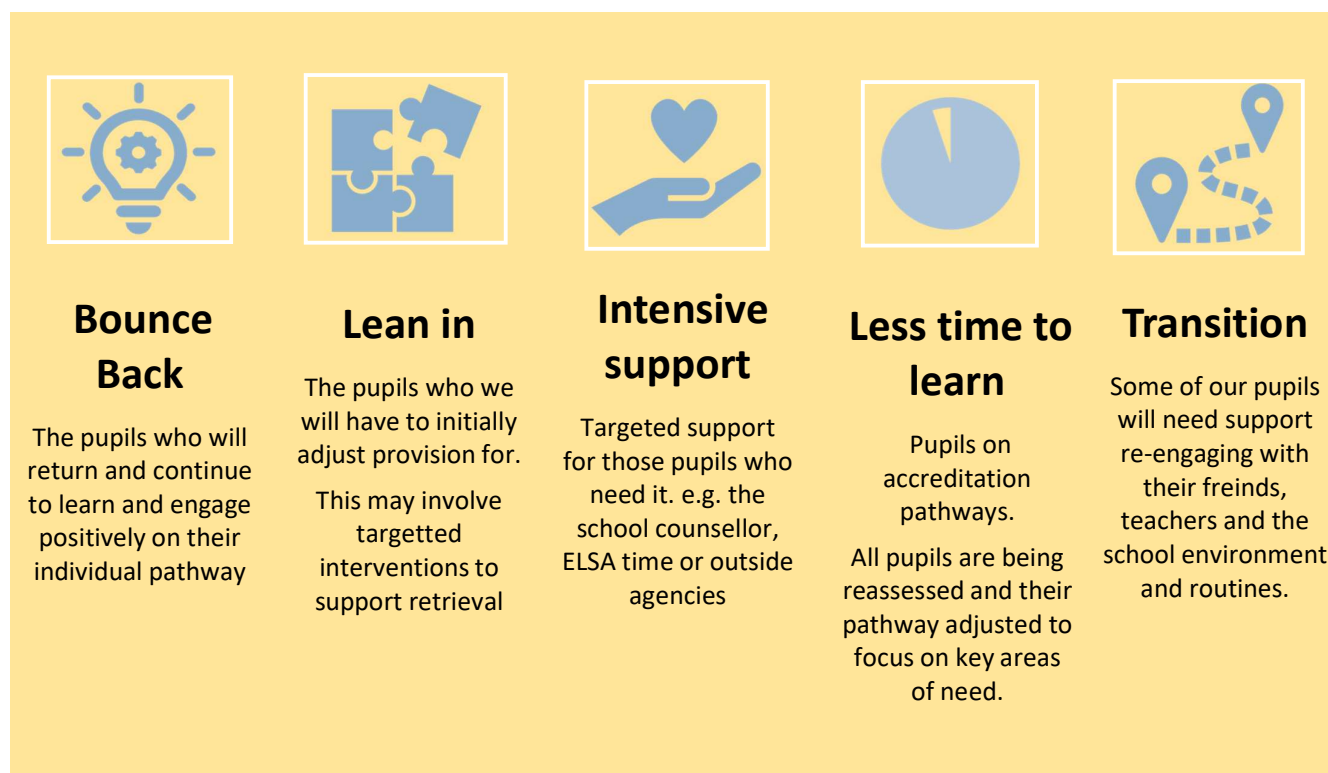 Bounce
Back
The pupils who will
return and continue
to learn and engage
positively on their
individual pathway
Lean in
The pupils who we
will have to initially
adjust provision for.
This may involve
targetted
interventions to
support retrieval
Intensive
support
Targeted support
for those pupils who
need it. e.g. the
school counsellor,
ELSA time or outside
agencies
Less time to
learn
Pupils on
accreditation
pathways.
All pupils are being
reassessed and their
pathway adjusted to
focus on key areas
of need.
Transition
Some of our pupils
will need support
re-engaging with
their freinds,
teachers and the
school environment
and routines.